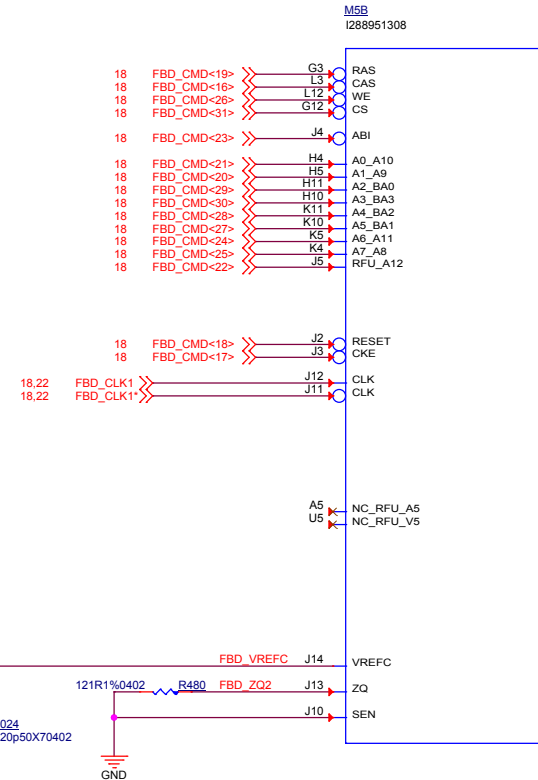 M5B
I288951308
18 FBD_CMD<19> G3 RAS
18 FBD_CMD<16> L3 CAS
18 FBD_CMD<26> L12 WE
18 FBD_CMD<31> G12 CS
18 FBD_CMD<23> J4 ABI
18 FBD_CMD<21> H4 A0_A10
18 FBD_CMD<20> H5 A1_A9
18 FBD_CMD<29> H11 A2_BA0
18 FBD_CMD<30> H10 A3_BA3
18 FBD_CMD<28> K11 A4_BA2
18 FBD_CMD<27> K10 A5_BA1
18 FBD_CMD<24> K5 A6_A11
18 FBD_CMD<25> K4 A7_A8
18 FBD_CMD<22> J5 RFU_A12
18 FBD_CMD<18> J2 RESET
18 FBD_CMD<17> J3 CKE
18,22 FBD_CLK1 J12 CLK
18,22 FBD_CLK1* J11 CLK
A5 NC_RFU_A5
U5 NC_RFU_V5
FBD_VREFC J14 VREFC
121R1%0402 R480 FBD_ZQ2 J13 ZQ
J10 SEN
024
20p50X70402
GND